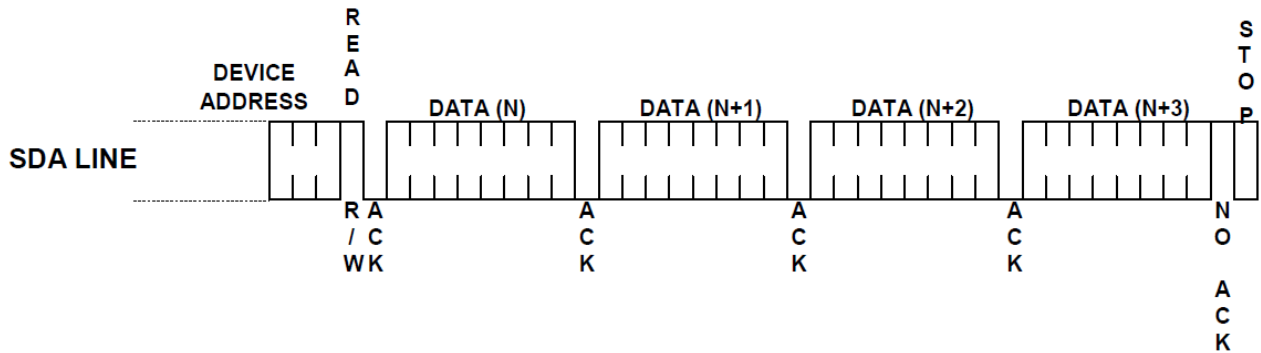 READ
STOP
DEVICE
ADDRESS
DATA (N)
DATA (N+1)
DATA (N+2)
DATA (N+3)
SDA LINE
R/W
ACK
ACK
ACK
ACK
NO ACK